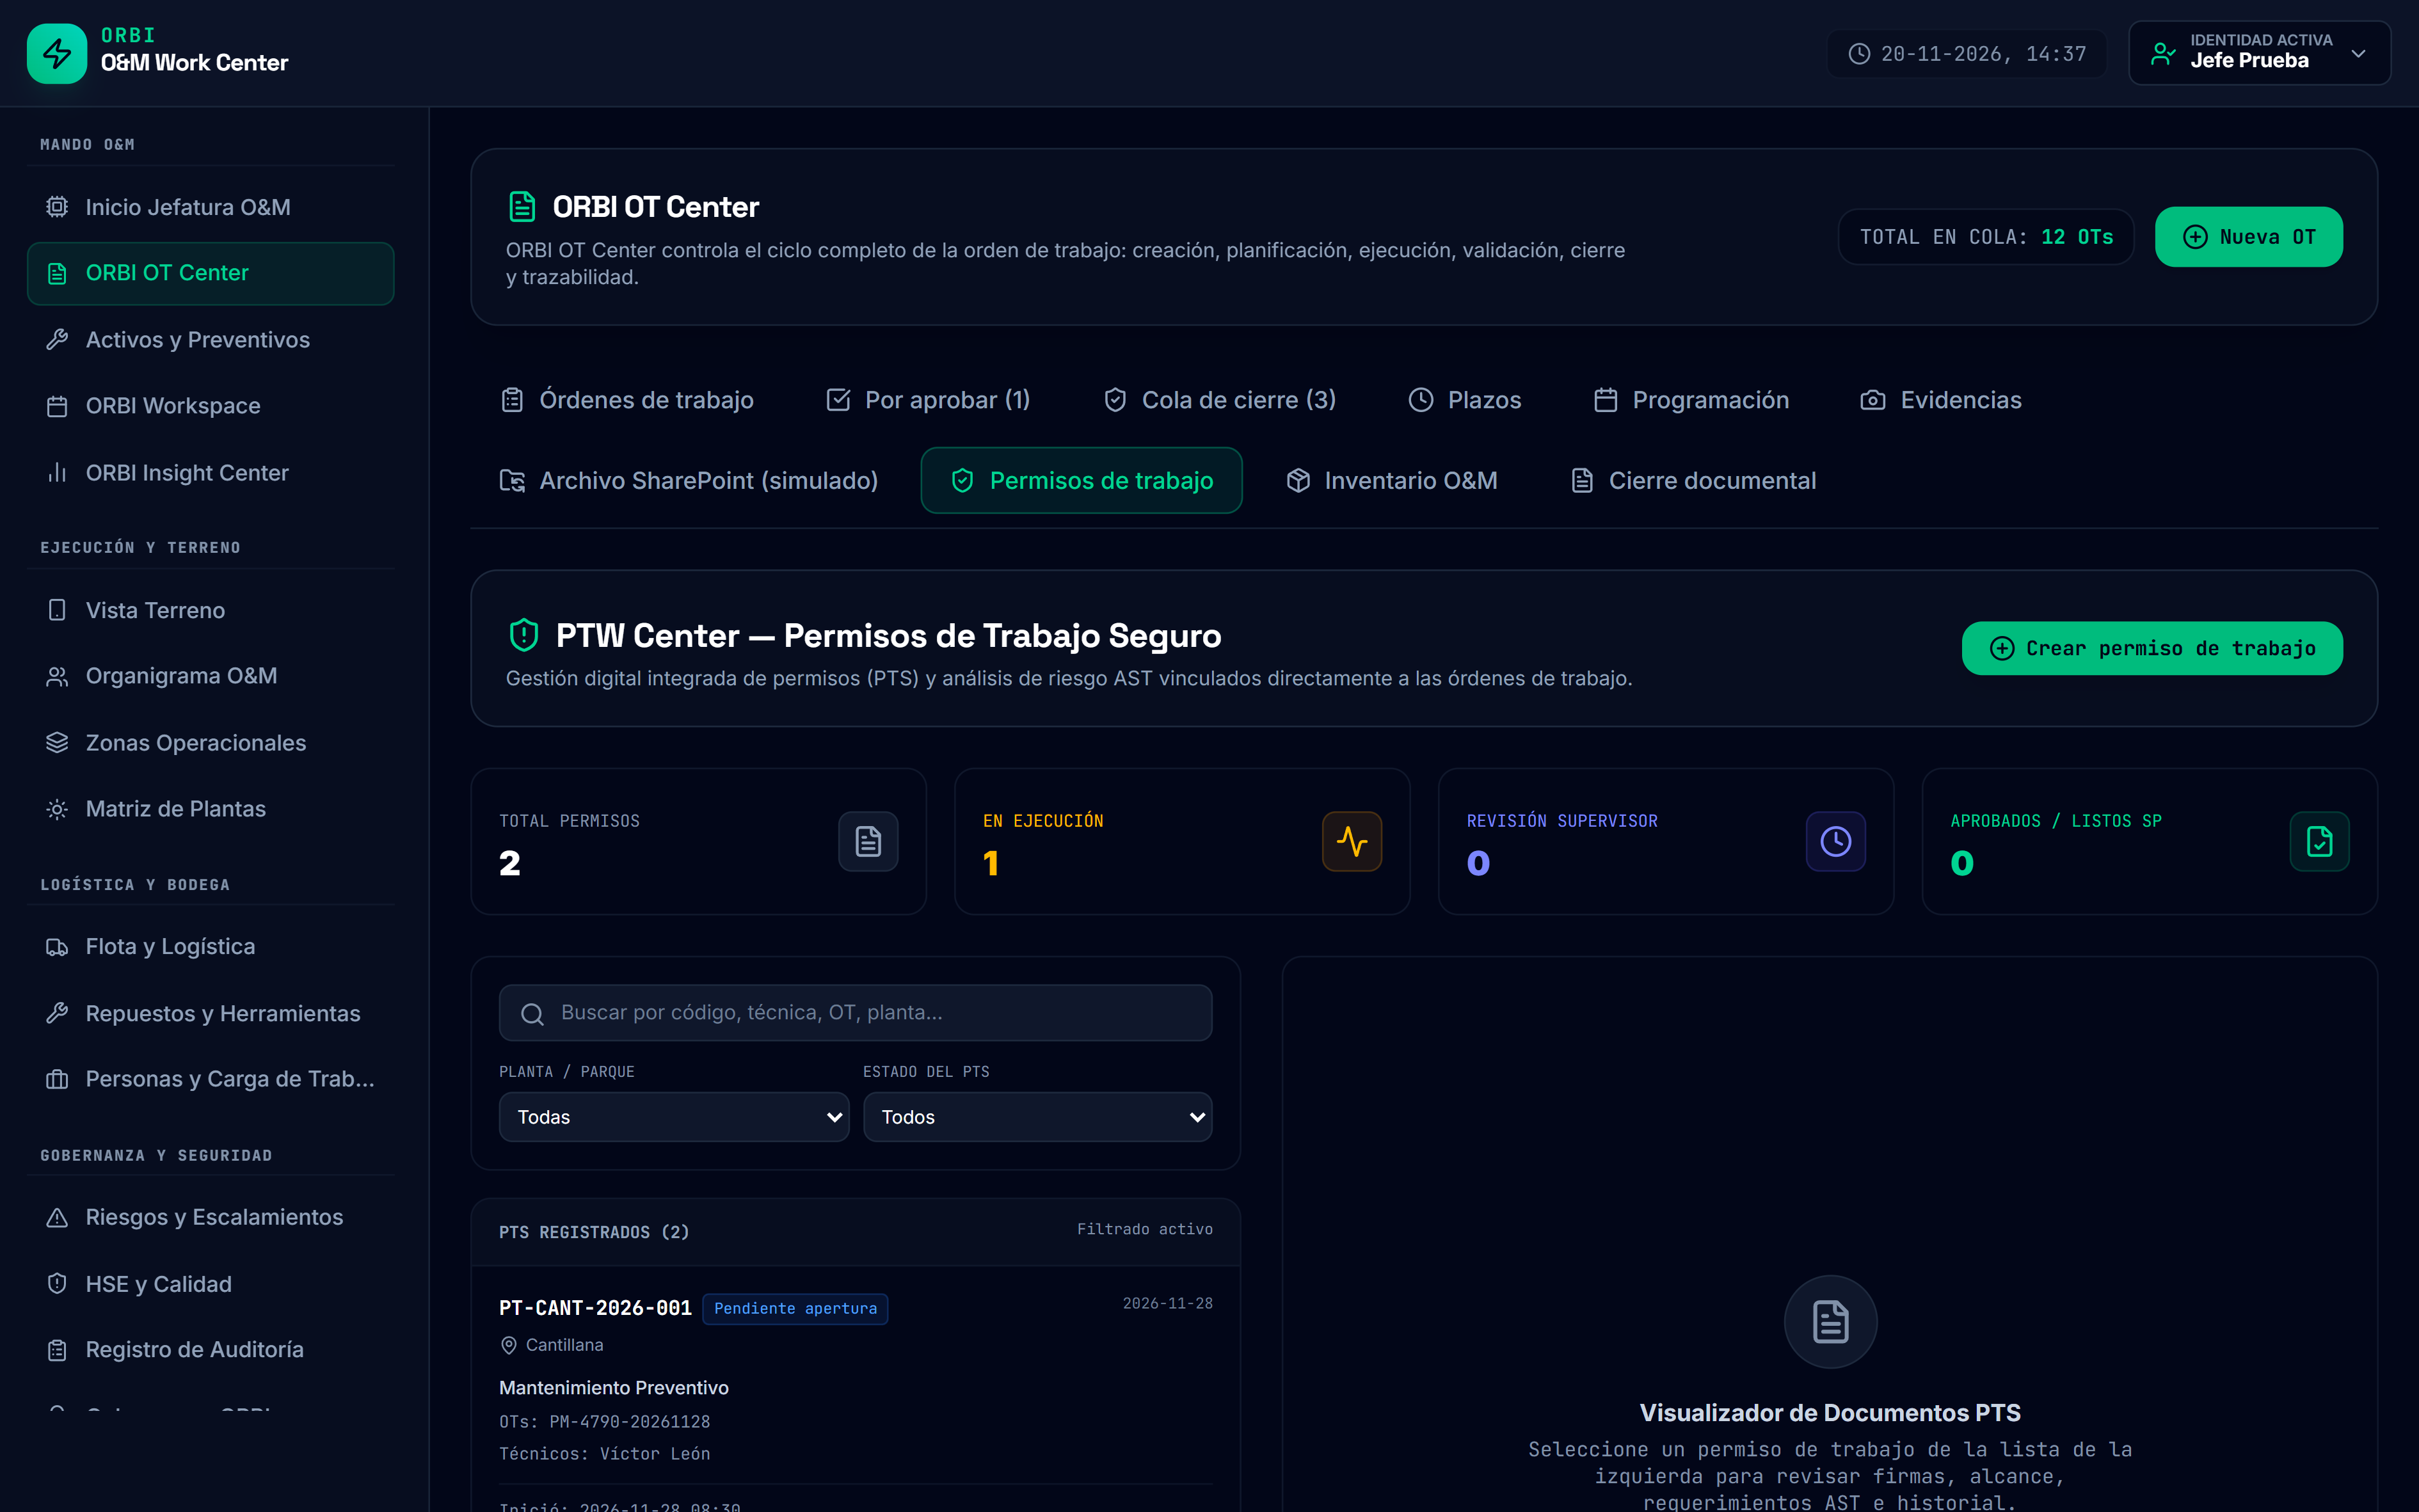 ORBI
O&M Work Center
20-11-2026, 14:37
IDENTIDAD ACTIVA
Jefe Prueba
MANDO O&M
Inicio Jefatura O&M
ORBI OT Center
Activos y Preventivos
ORBI Workspace
ORBI Insight Center
EJECUCIÓN Y TERRENO
Vista Terreno
Organigrama O&M
Zonas Operacionales
Matriz de Plantas
LOGÍSTICA Y BODEGA
Flota y Logística
Repuestos y Herramientas
Personas y Carga de Trab...
GOBERNANZA Y SEGURIDAD
Riesgos y Escalamientos
HSE y Calidad
Registro de Auditoría
ORBI OT Center
ORBI OT Center controla el ciclo completo de la orden de trabajo: creación, planificación, ejecución, validación, cierre
y trazabilidad.
TOTAL EN COLA: 12 OTs
Nueva OT
Órdenes de trabajo
Por aprobar (1)
Cola de cierre (3)
Plazos
Programación
Evidencias
Archivo SharePoint (simulado)
Permisos de trabajo
Inventario O&M
Cierre documental
PTW Center — Permisos de Trabajo Seguro
Gestión digital integrada de permisos (PTS) y análisis de riesgo AST vinculados directamente a las órdenes de trabajo.
Crear permiso de trabajo
TOTAL PERMISOS
2
EN EJECUCIÓN
1
REVISIÓN SUPERVISOR
0
APROBADOS / LISTOS SP
0
Buscar por código, técnica, OT, planta...
PLANTA / PARQUE
Todas
ESTADO DEL PTS
Todos
PTS REGISTRADOS (2)
Filtrado activo
PT-CANT-2026-001
Pendiente apertura
2026-11-28
Cantillana
Mantenimiento Preventivo
OTs: PM-4790-20261128
Técnicos: Víctor León
Inició: 2026-11-28 08:30
Visualizador de Documentos PTS
Seleccione un permiso de trabajo de la lista de la
izquierda para revisar firmas, alcance,
requerimientos AST e historial.